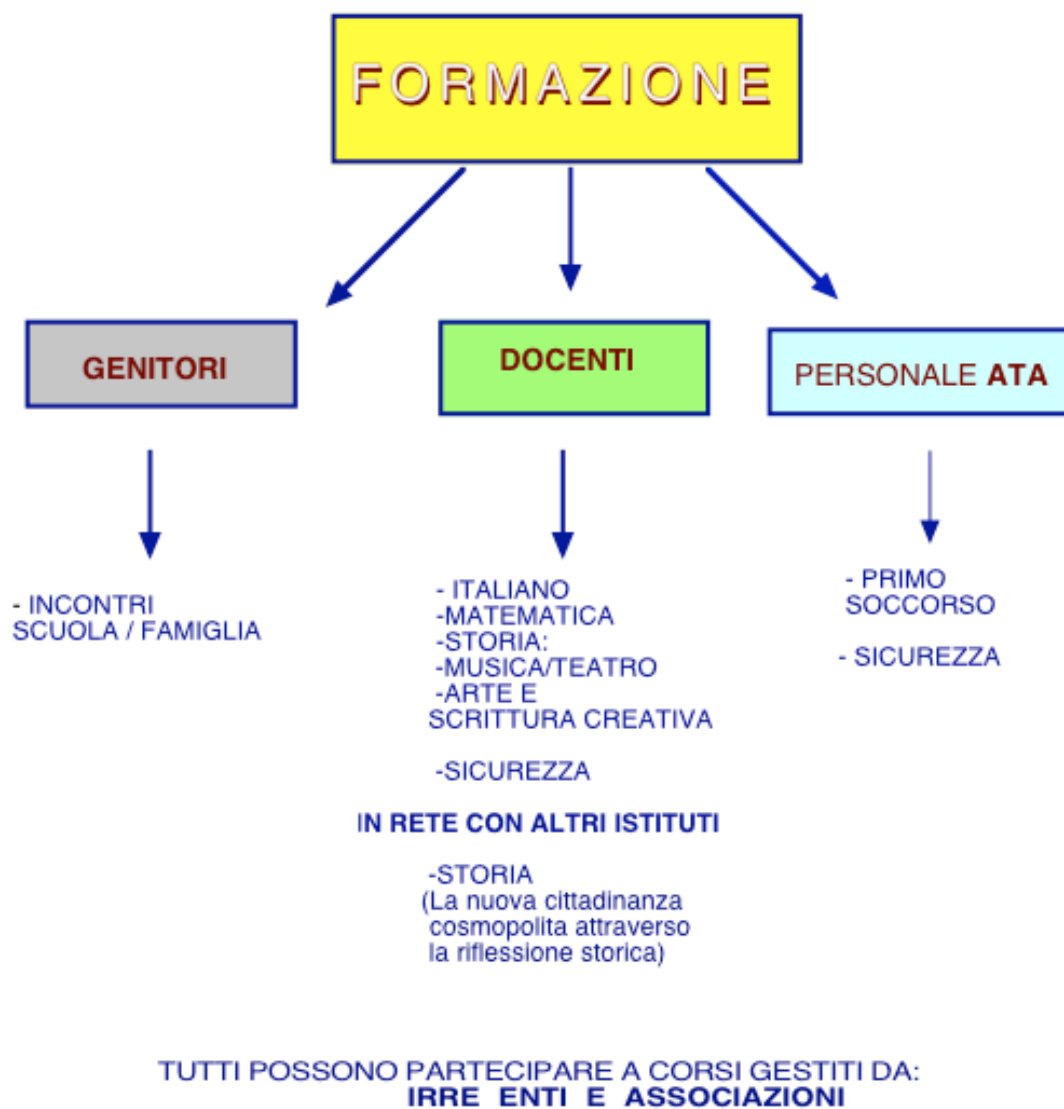 FORMAZIONE
GENITORI
DOCENTI
PERSONALE ATA
- INCONTRI
SCUOLA / FAMIGLIA
- ITALIANO
-MATEMATICA
-STORIA:
-MUSICA/TEATRO
-ARTE E
SCRITTURA CREATIVA
-SICUREZZA
IN RETE CON ALTRI ISTITUTI
-STORIA
(La nuova cittadinanza
cosmopolita attraverso
la riflessione storica)
- PRIMO
SOCCORSO
- SICUREZZA
TUTTI POSSONO PARTECIPARE A CORSI GESTITI DA:
IRRE ENTI E ASSOCIAZIONI